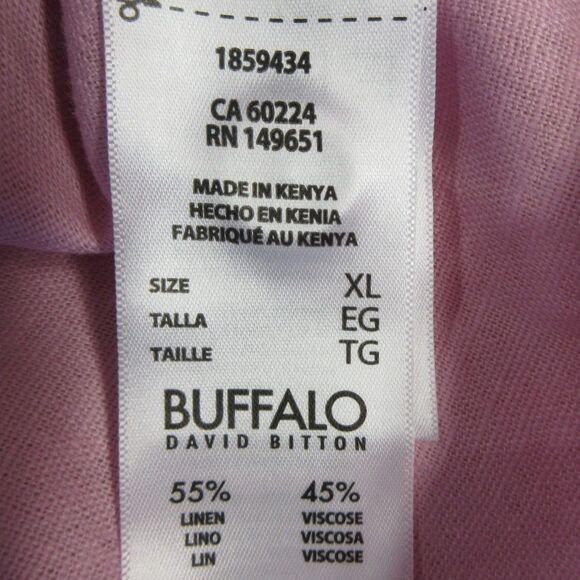 1859434
CA 60224
RN 149651
MADE IN KENYA
HECHO EN KENIA
FABRIQUÉ AU KENYA
SIZE XL
TALLA EG
TAILLE TG
BUFFALO
DAVID BITTON
55% 45%
LINEN VISCOSE
LINO VISCOSA
LIN VISCOSE